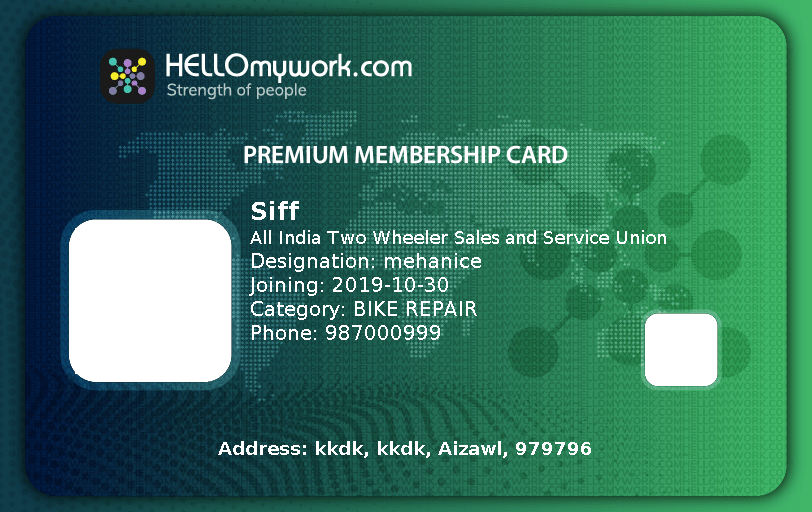 HELLOmywork.com
Strength of people
PREMIUM MEMBERSHIP CARD
Siff
All India Two Wheeler Sales and Service Union
Designation: mehanice
Joining: 2019-10-30
Category: BIKE REPAIR
Phone: 987000999
Address: kkdk, kkdk, Aizawl, 979796